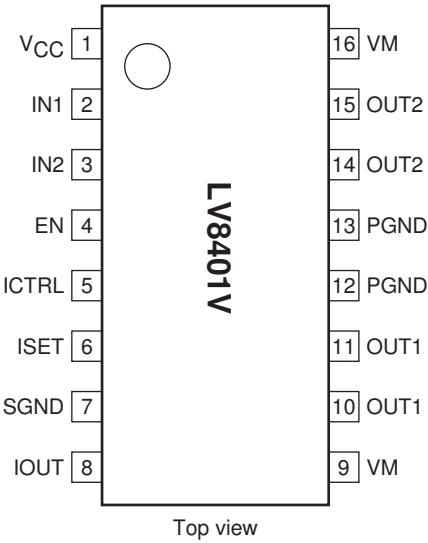 VCC 1 16 VM
IN1 2 15 OUT2
IN2 3 14 OUT2
EN 4 13 PGND
ICTRL 5 12 PGND
ISET 6 11 OUT1
SGND 7 10 OUT1
IOUT 8 9 VM
LV8401V
Top view